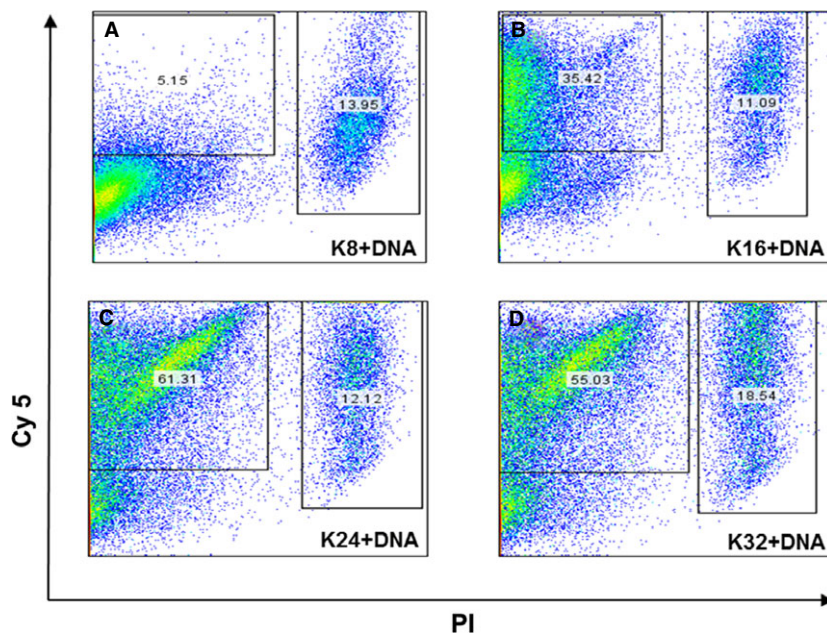 A
5.15
13.95
K8+DNA
B
35.42
11.09
K16+DNA
C
61.31
12.12
K24+DNA
D
55.03
18.54
K32+DNA
Cy 5
PI